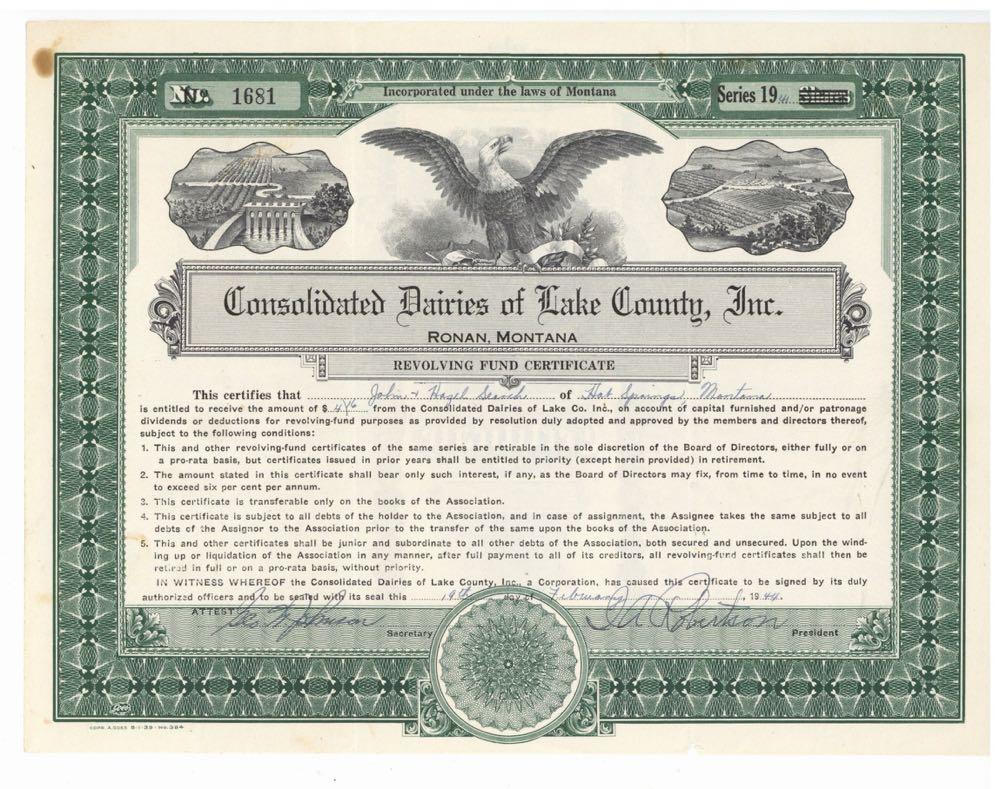 No 1681
Incorporated under the laws of Montana
Series 1944 Shares
Consolidated Dairies of Lake County, Inc.
RONAN, MONTANA
REVOLVING FUND CERTIFICATE
This certifies that John & Hazel of Hot Springs, Montana
is entitled to receive the amount of $ from the Consolidated Dairies of Lake Co. Inc., on account of capital furnished and/or patronage
dividends or deductions for revolving-fund purposes as provided by resolution duly adopted and approved by the members and directors thereof,
subject to the following conditions:
1. This and other revolving-fund certificates of the same series are retirable in the sole discretion of the Board of Directors, either fully or on
a pro-rata basis, but certificates issued in prior years shall be entitled to priority (except herein provided) in retirement.
2. The amount stated in this certificate shall bear only such interest, if any, as the Board of Directors may fix, from time to time, in no event
to exceed six per cent per annum.
3. This certificate is transferable only on the books of the Association.
4. This certificate is subject to all debts of the holder to the Association, and in case of assignment, the Assignee takes the same subject to all
debts of the Assignor to the Association prior to the transfer of the same upon the books of the Association.
5. This and other certificates shall be junior and subordinate to all other debts of the Association, both secured and unsecured. Upon the wind-
ing up or liquidation of the Association in any manner, after full payment to all of its creditors, all revolving-fund certificates shall then be
retired in full or on a pro-rata basis, without priority.
IN WITNESS WHEREOF the Consolidated Dairies of Lake County, Inc., a Corporation, has caused this certificate to be signed by its duly
authorized officers and to be sealed with its seal this 19th day of February, 1944.
ATTEST
Robertson
Secretary
President
Goes
COPR. A. GOES 8-1-39 - NO. 384